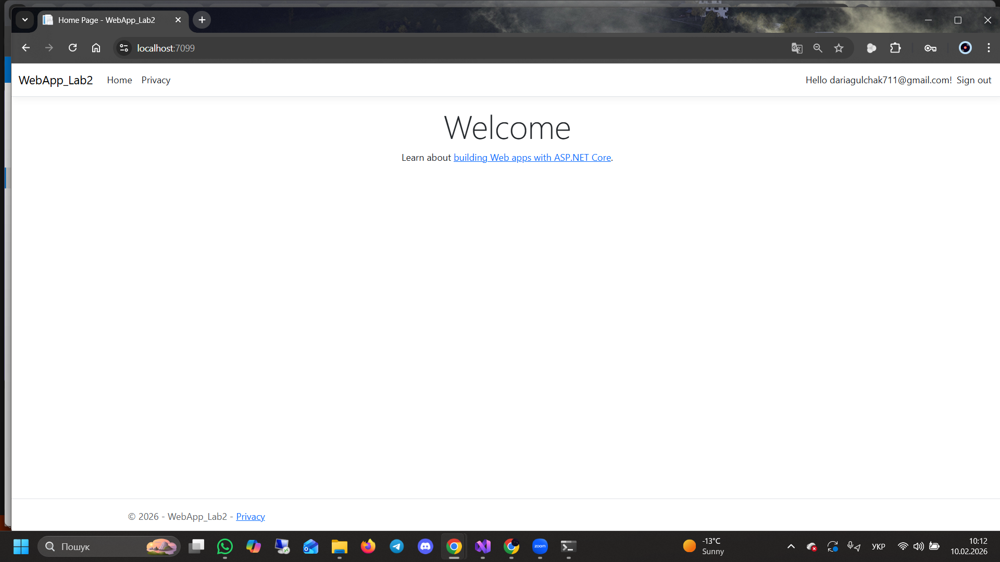 Home Page - WebApp_Lab2
localhost:7099
WebApp_Lab2 Home Privacy Hello dariagulchak711@gmail.com! Sign out
Welcome
Learn about building Web apps with ASP.NET Core.
© 2026 - WebApp_Lab2 - Privacy
Пошук
zoom
-13°C
Sunny
УКР
10:12
10.02.2026